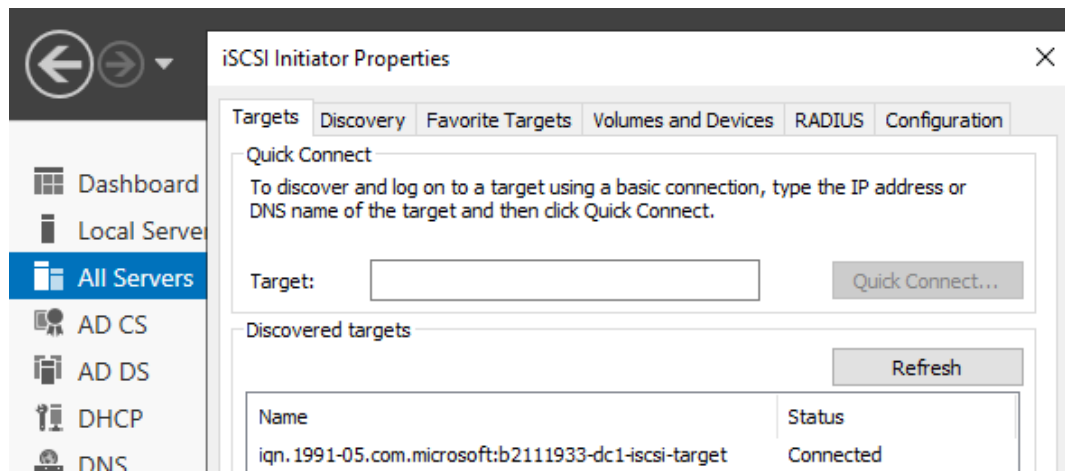 iSCSI Initiator Properties
Targets Discovery Favorite Targets Volumes and Devices RADIUS Configuration
Quick Connect
To discover and log on to a target using a basic connection, type the IP address or
DNS name of the target and then click Quick Connect.
Target: Quick Connect...
Discovered targets
Refresh
Name Status
iqn.1991-05.com.microsoft:b2111933-dc1-iscsi-target Connected
Dashboard
Local Server
All Servers
AD CS
AD DS
DHCP
DNS